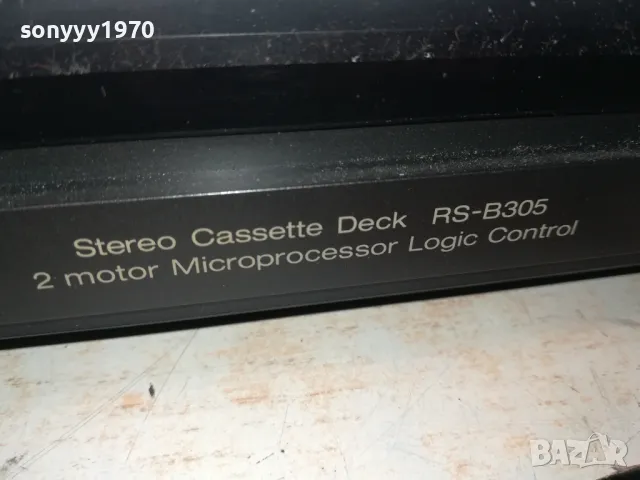 sonyyy1970
Stereo Cassette Deck RS-B305
2 motor Microprocessor Logic Control
BAZAR